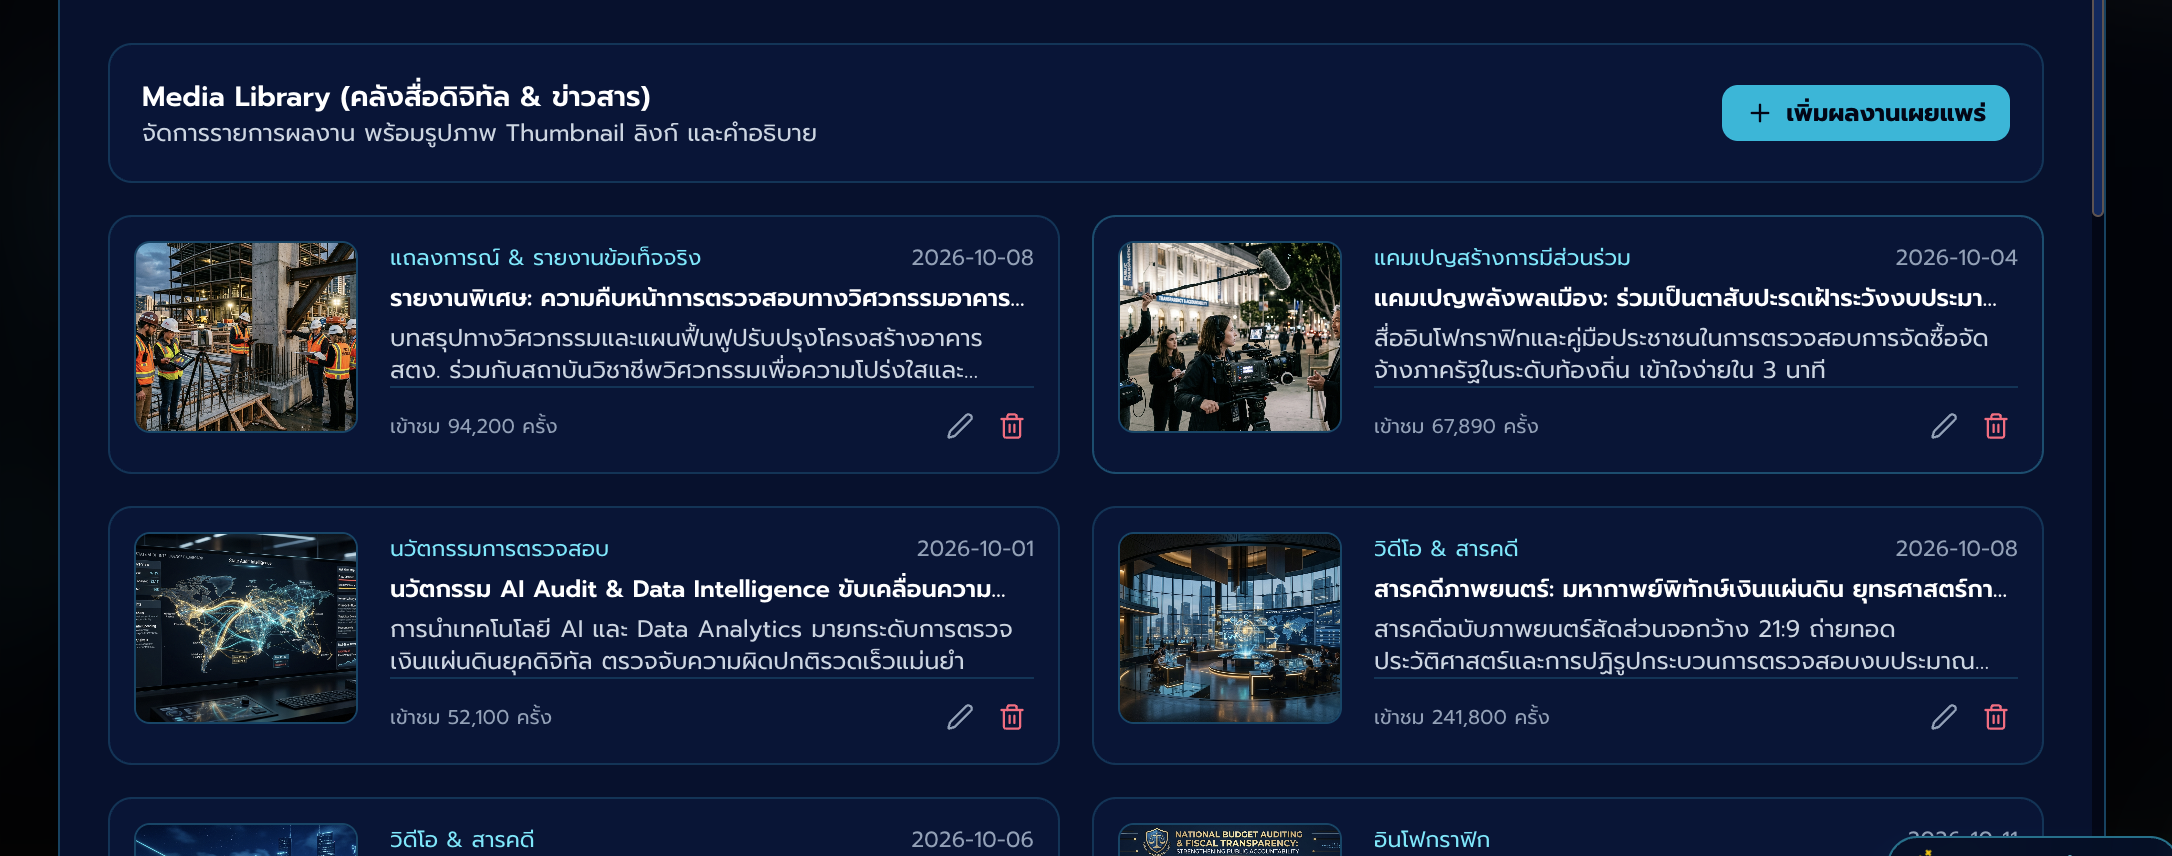 Media Library (คลังสื่อดิจิทัล & ข่าวสาร)
จัดการรายการผลงาน พร้อมรูปภาพ Thumbnail ลิงก์ และคำอธิบาย
+ เพิ่มผลงานเผยแพร่
แถลงการณ์ & รายงานข้อเท็จจริง
2026-10-08
รายงานพิเศษ: ความคืบหน้าการตรวจสอบทางวิศวกรรมอาคาร...
บทสรุปทางวิศวกรรมและแผนฟื้นฟูปรับปรุงโครงสร้างอาคาร
สตง. ร่วมกับสถาบันวิชาชีพวิศวกรรมเพื่อความโปร่งใสและ...
เข้าชม 94,200 ครั้ง
แคมเปญสร้างการมีส่วนร่วม
2026-10-04
แคมเปญพลังพลเมือง: ร่วมเป็นตาสับปะรดเฝ้าระวังงบประมา...
สื่ออินโฟกราฟิกและคู่มือประชาชนในการตรวจสอบการจัดซื้อจัด
จ้างภาครัฐในระดับท้องถิ่น เข้าใจง่ายใน 3 นาที
เข้าชม 67,890 ครั้ง
นวัตกรรมการตรวจสอบ
2026-10-01
นวัตกรรม AI Audit & Data Intelligence ขับเคลื่อนความ...
การนำเทคโนโลยี AI และ Data Analytics มายกระดับการตรวจ
เงินแผ่นดินยุคดิจิทัล ตรวจจับความผิดปกติรวดเร็วแม่นยำ
เข้าชม 52,100 ครั้ง
วิดีโอ & สารคดี
2026-10-08
สารคดีภาพยนตร์: มหากาพย์พิทักษ์เงินแผ่นดิน ยุทธศาสตร์กา...
สารคดีฉบับภาพยนตร์สัดส่วนจอกว้าง 21:9 ถ่ายทอด
ประวัติศาสตร์และการปฏิรูปกระบวนการตรวจสอบงบประมาณ...
เข้าชม 241,800 ครั้ง
วิดีโอ & สารคดี
2026-10-06
NATIONAL BUDGET AUDITING
& FISCAL TRANSPARENCY:
STRENGTHENING PUBLIC ACCOUNTABILITY
อินโฟกราฟิก
2026-10-11